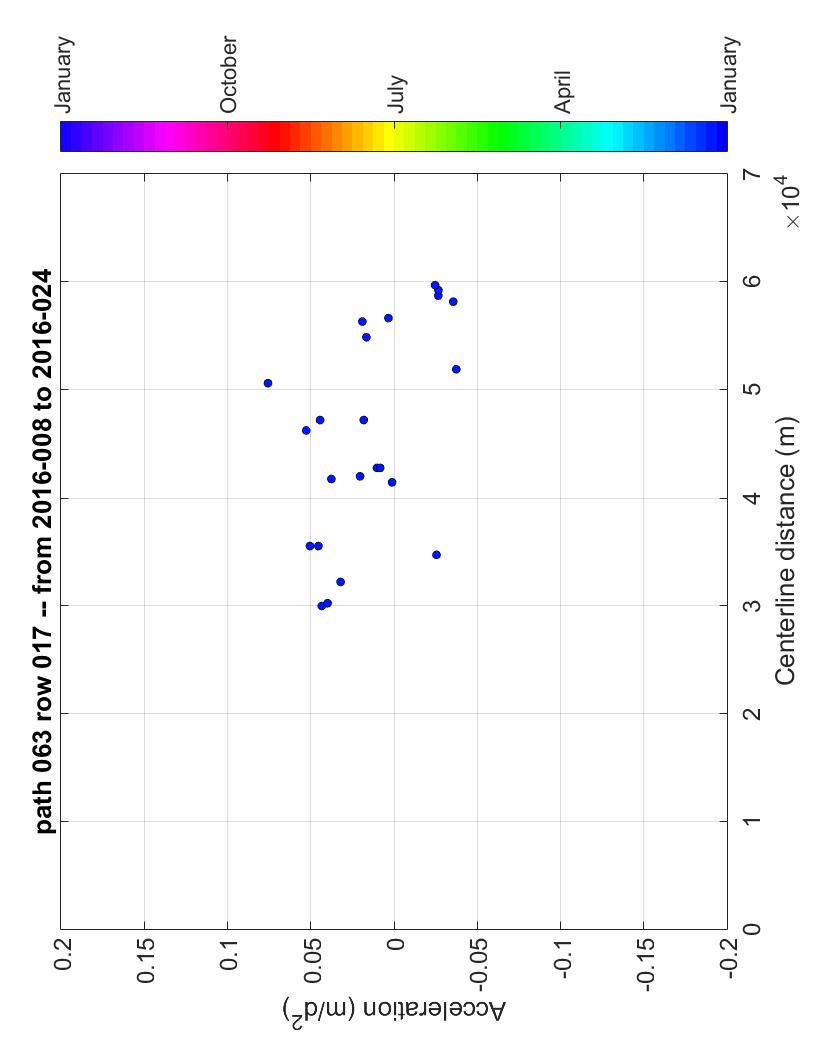 path 063 row 017 -- from 2016-008 to 2016-024
Acceleration (m/d²)
0.2
0.15
0.1
0.05
0
-0.05
-0.1
-0.15
-0.2
0
1
2
3
4
5
6
7
×10⁴
Centerline distance (m)
January
October
July
April
January